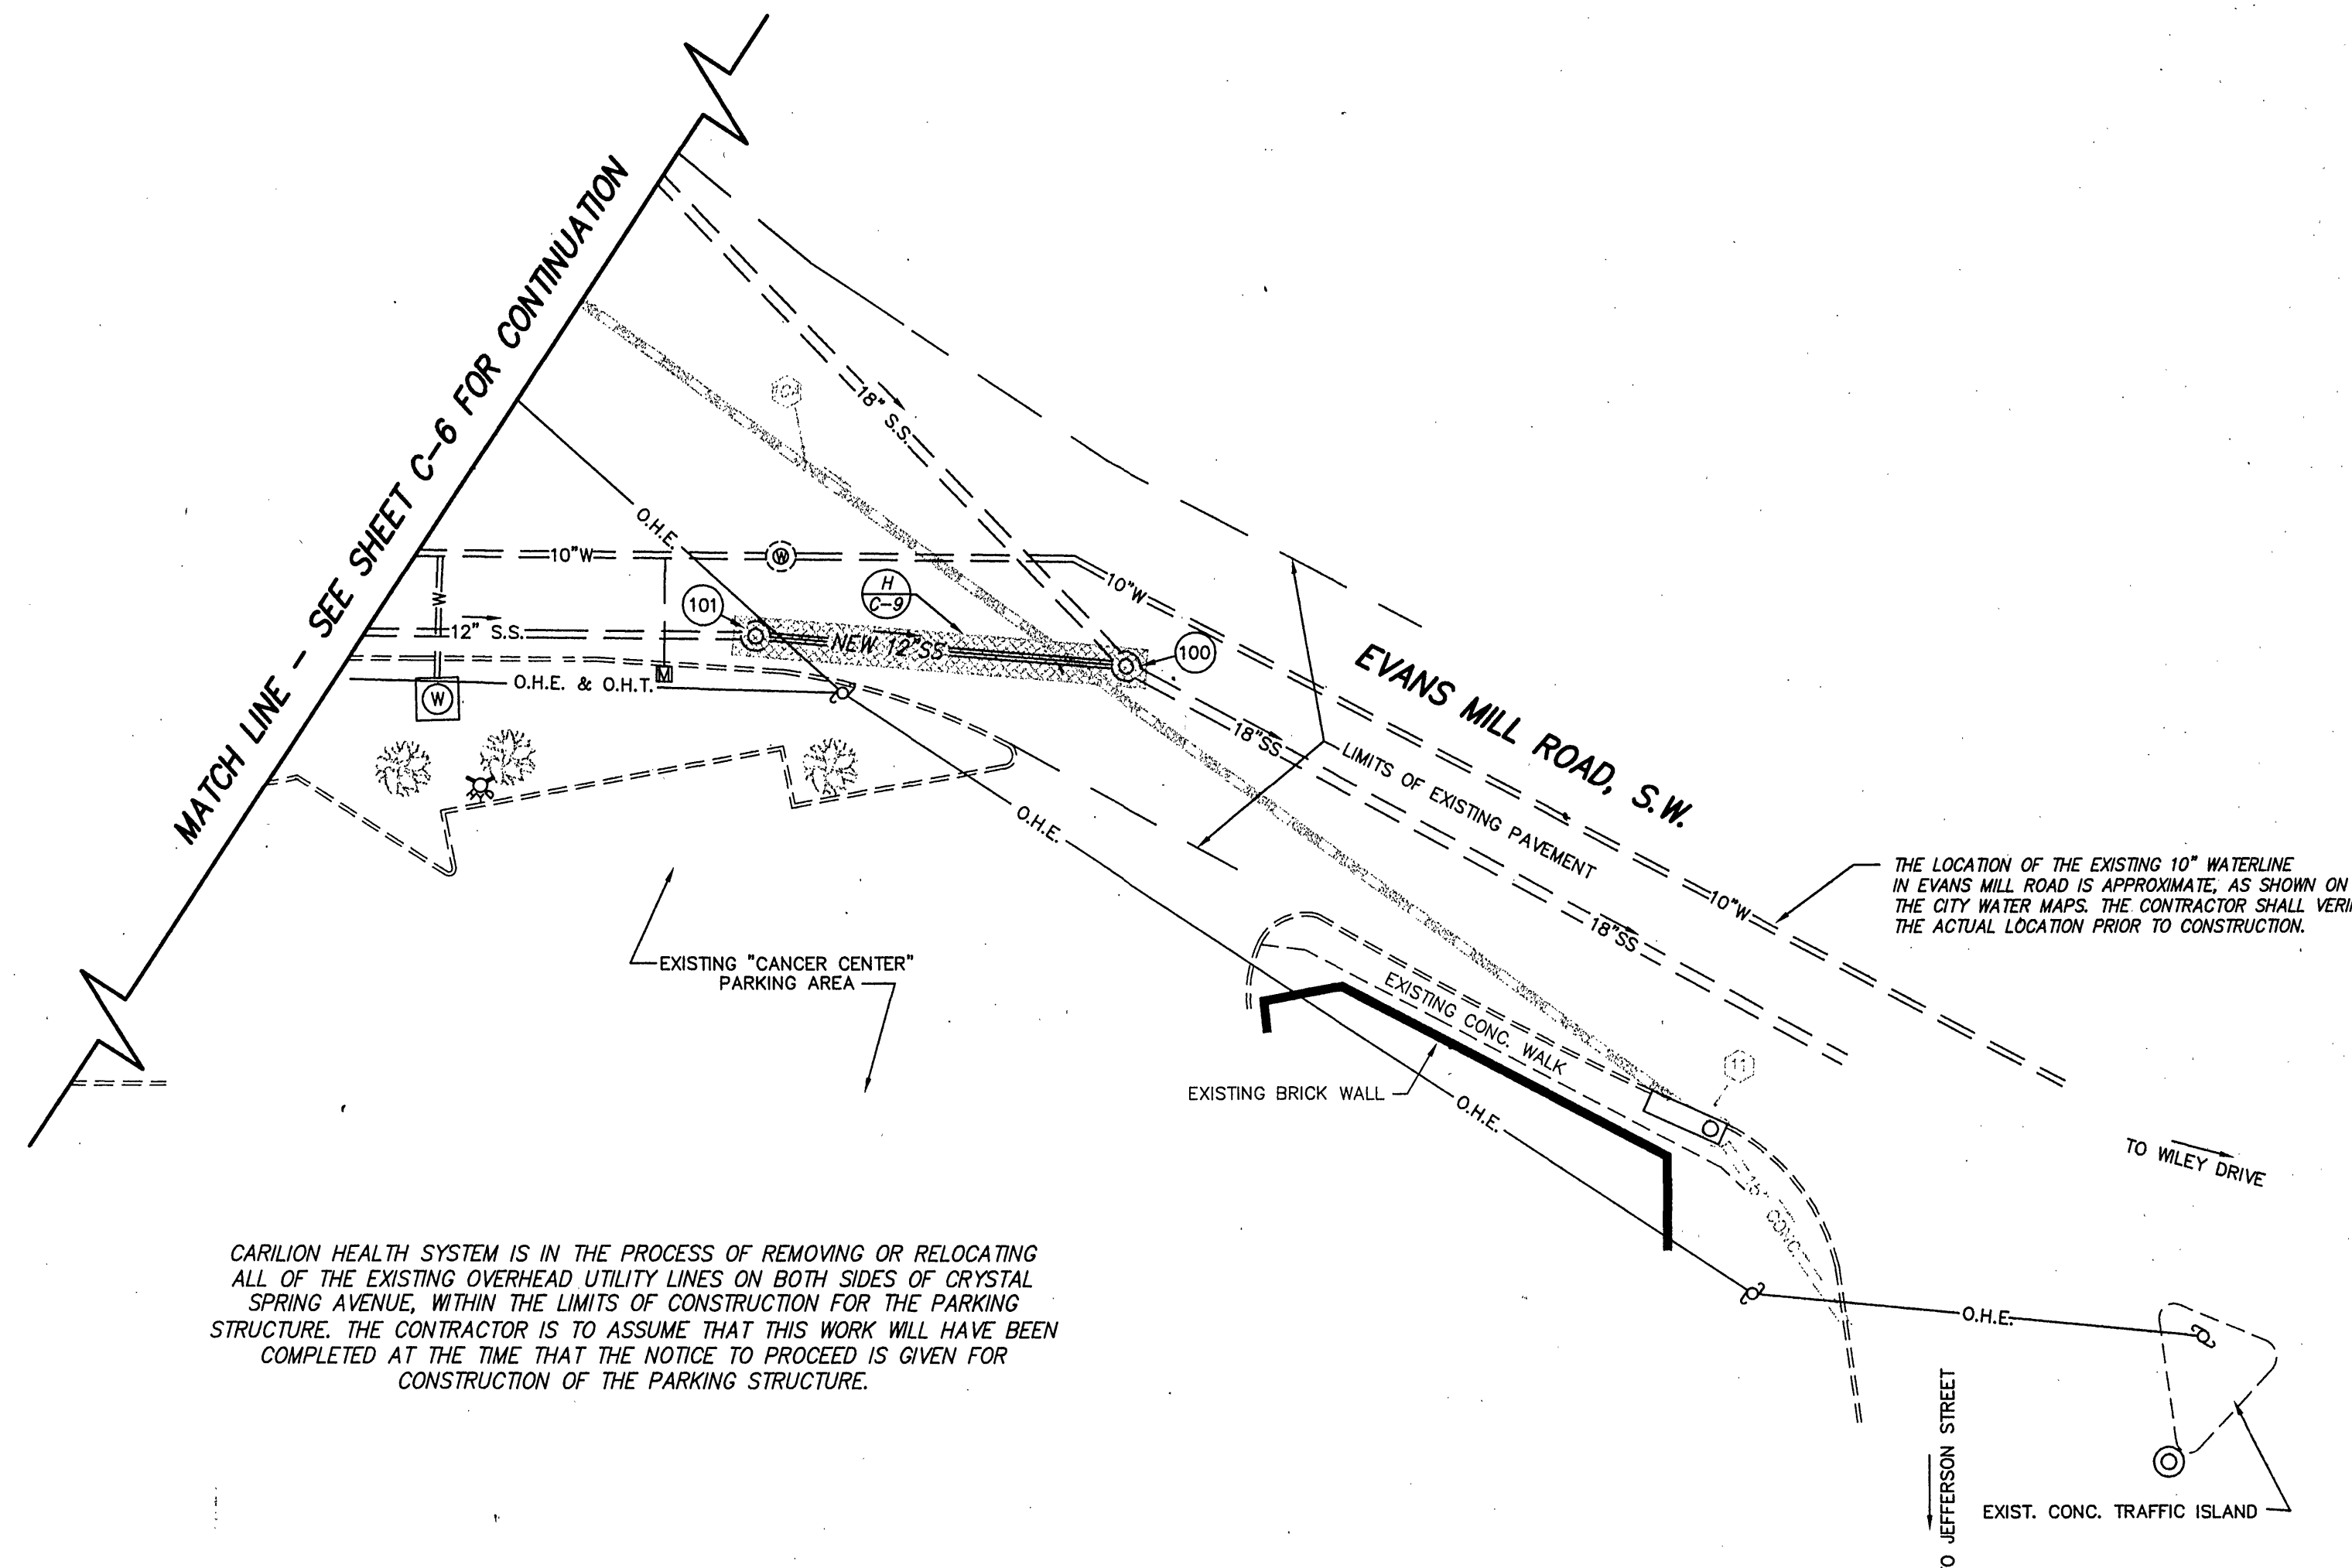 MATCH LINE - SEE SHEET C-6 FOR CONTINUATION
18" S.S.
O.H.E.
10"W
W
10"W
H
C-9
101
W
12" S.S.
NEW 12"SS
100
M
O.H.E. & O.H.T.
W
EVANS MILL ROAD, S.W.
18"SS
LIMITS OF EXISTING PAVEMENT
O.H.E.
10"W
18"SS
THE LOCATION OF THE EXISTING 10" WATERLINE
IN EVANS MILL ROAD IS APPROXIMATE, AS SHOWN ON
THE CITY WATER MAPS. THE CONTRACTOR SHALL
THE ACTUAL LOCATION PRIOR TO CONSTRUCTION.
EXISTING "CANCER CENTER"
PARKING AREA
EXISTING CONC. WALK
11
EXISTING BRICK WALL
O.H.E.
TO WILEY DRIVE
CONC.
O.H.E.
CARILION HEALTH SYSTEM IS IN THE PROCESS OF REMOVING OR RELOCATING
ALL OF THE EXISTING OVERHEAD UTILITY LINES ON BOTH SIDES OF CRYSTAL
SPRING AVENUE, WITHIN THE LIMITS OF CONSTRUCTION FOR THE PARKING
STRUCTURE. THE CONTRACTOR IS TO ASSUME THAT THIS WORK WILL HAVE BEEN
COMPLETED AT THE TIME THAT THE NOTICE TO PROCEED IS GIVEN FOR
CONSTRUCTION OF THE PARKING STRUCTURE.
JEFFERSON STREET
EXIST. CONC. TRAFFIC ISLAND